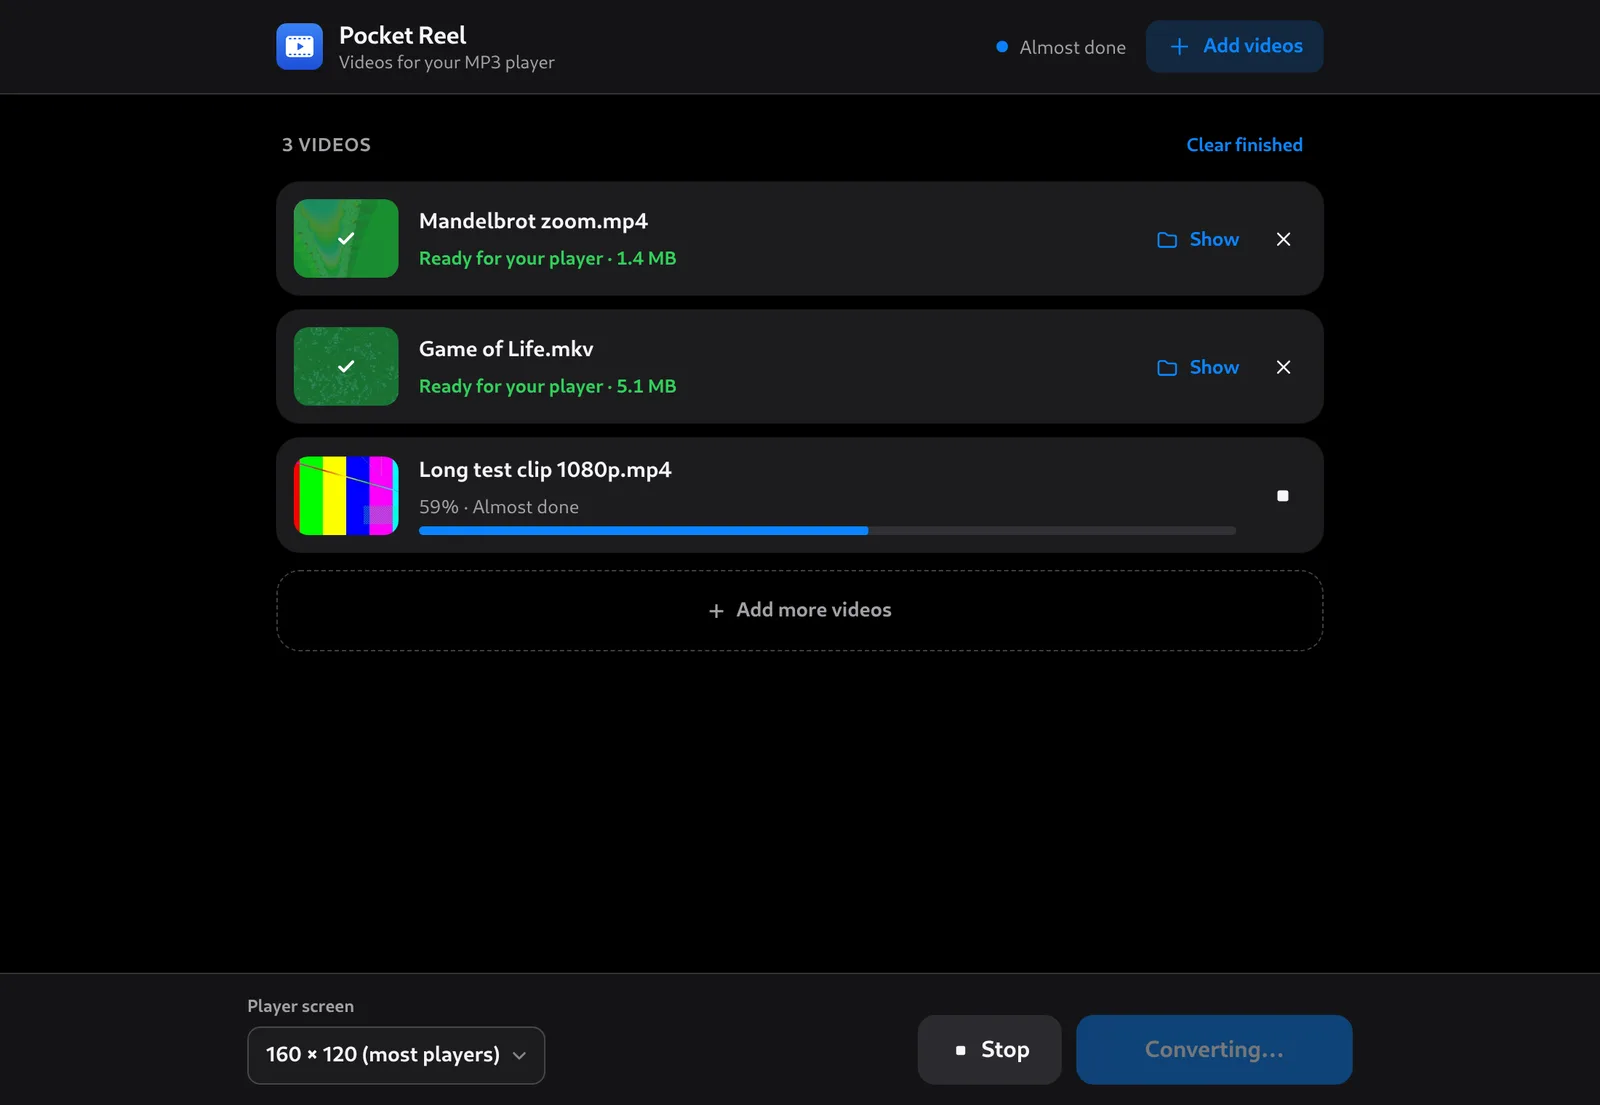 Pocket Reel
Videos for your MP3 player
Almost done
Add videos
3 VIDEOS
Clear finished
Mandelbrot zoom.mp4
Ready for your player · 1.4 MB
Show
Game of Life.mkv
Ready for your player · 5.1 MB
Show
Long test clip 1080p.mp4
59% · Almost done
Add more videos
Player screen
160 × 120 (most players)
Stop
Converting...